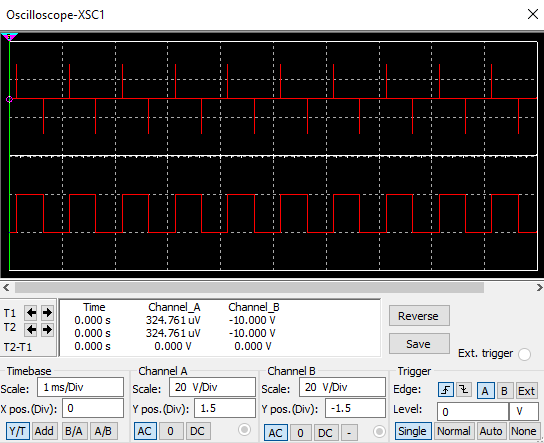 Oscilloscope-XSC1
T1
T2
T2-T1
Time Channel_A Channel_B
0.000 s 324.761 uV -10.000 V
0.000 s 324.761 uV -10.000 V
0.000 s 0.000 V 0.000 V
Reverse
Save
Ext. trigger
Timebase
Scale: 1 ms/Div
X pos.(Div): 0
Y/T Add B/A A/B
Channel A
Scale: 20 V/Div
Y pos.(Div): 1.5
AC 0 DC
Channel B
Scale: 20 V/Div
Y pos.(Div): -1.5
AC 0 DC -
Trigger
Edge: A B Ext
Level: 0 V
Single Normal Auto None